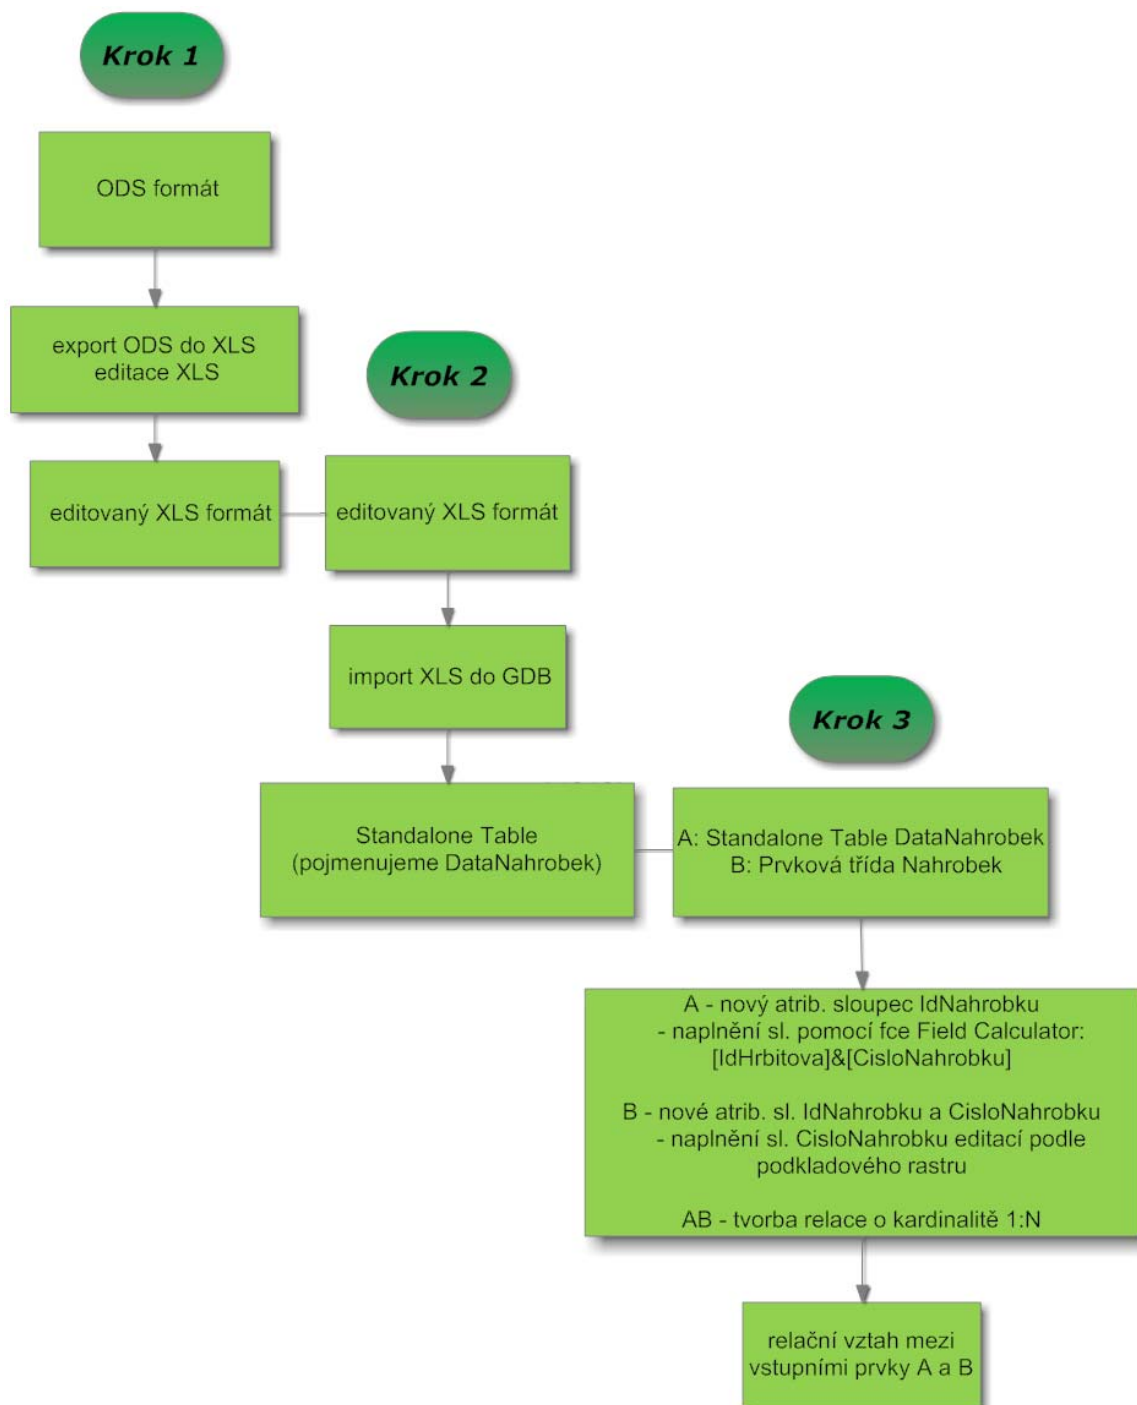 Krok 1
ODS formát
export ODS do XLS
editace XLS
editovaný XLS formát
Krok 2
editovaný XLS formát
import XLS do GDB
Standalone Table
(pojmenujeme DataNahrobek)
Krok 3
A: Standalone Table DataNahrobek
B: Prvková třída Nahrobek
A - nový atrib. sloupec IdNahrobku
- naplnění sl. pomocí fce Field Calculator:
[IdHrbitova]&[CisloNahrobku]
B - nové atrib. sl. IdNahrobku a CisloNahrobku
- naplnění sl. CisloNahrobku editací podle
podkladového rastru
AB - tvorba relace o kardinalitě 1:N
relační vztah mezi
vstupními prvky A a B